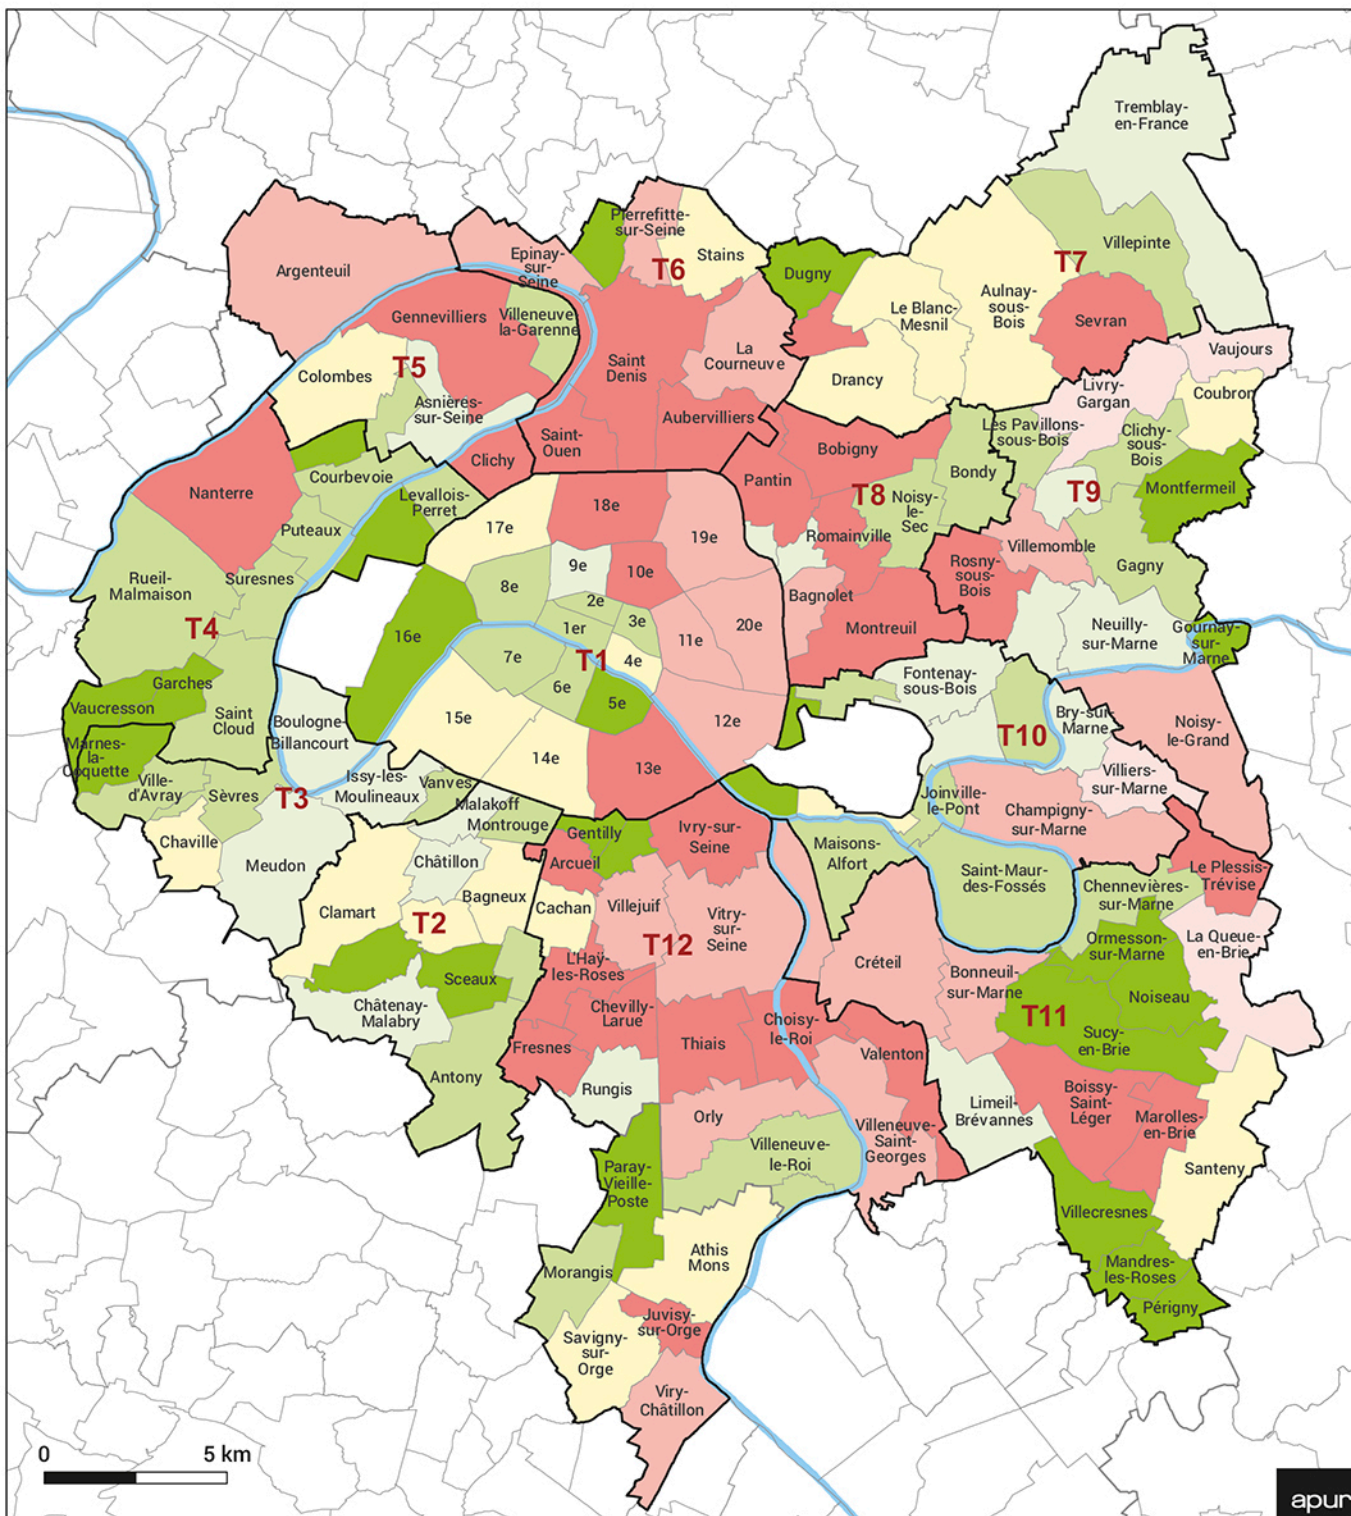 Tremblay-
en-France
Pierrefitte-
sur-Seine
Villepinte
T7
Epinay-
sur-
Seine
Stains
T6
Argenteuil
Dugny
Aulnay-
sous-
Bois
Le Blanc-
Mesnil
Sevran
Gennevilliers
Villeneuve
la-Garenne
Vaujours
La
Courneuve
Saint
Denis
T5
Colombes
Drancy
Livry-
Gargan
Coubron
Asnières-
sur-Seine
Aubervilliers
Les Pavillons-
sous-Bois
Clichy-
sous-
Bois
Saint-
Ouen
Bobigny
Clichy
Bondy
Courbevoie
Pantin
Nanterre
Levallois-
Perret
T8
T9
Montfermeil
Noisy-
le-
Sec
18e
17e
Puteaux
19e
Romainville
Villemomble
9e
10e
Rosny-
sous-
Bois
Gagny
Rueil-
Malmaison
Suresnes
8e
Bagnolet
2e
3e
1er
T4
16e
11e
20e
Montreuil
Neuilly-
sur-Marne
Gournay-
sur-
Marne
7e
T1
4e
Garches
6e
5e
Fontenay-
sous-Bois
Vaucresson
Saint
Cloud
Boulogne-
Billancourt
15e
12e
Bry-sur-
Marne
T10
Noisy-
le-Grand
Marnes-
la-
Coquette
14e
13e
Villiers-
sur-Marne
Ville-
d'Avray
Sèvres
T3
Issy-les-
Moulineaux
Vanves
Malakoff
Montrouge
Joinville-
le-Pont
Champigny-
sur-Marne
Gentilly
Ivry-sur-
Seine
Chaville
Maisons-
Alfort
Meudon
Châtillon
Arcueil
Saint-Maur-
des-Fossés
Le Plessis-
Trévise
Chennevières-
sur-Marne
Clamart
Bagneux
Cachan
Villejuif
Vitry-
sur-
Seine
T2
T12
Ormesson-
sur-Marne
La Queue-
en-Brie
L'Haÿ-
les-Roses
Créteil
Bonneuil-
sur-Marne
Sceaux
Noiseau
Châtenay-
Malabry
Chevilly-
Larue
Choisy-
le-Roi
T11
Sucy-
en-Brie
Fresnes
Thiais
Valenton
Antony
Rungis
Orly
Limeil-
Brévannes
Boissy-
Saint-
Léger
Marolles-
en-Brie
Villeneuve-
Saint-
Georges
Villeneuve-
le-Roi
Santeny
Paray-
Vieille-
Poste
Villecresnes
Athis
Mons
Morangis
Mandres-
les-Roses
Périgny
Juvisy-
sur-Orge
Savigny-
sur-
Orge
Viry-
Châtillon
0 5 km
apur